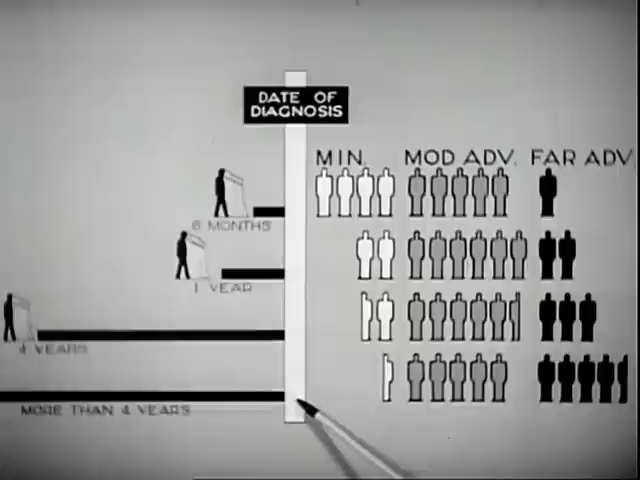 DATE OF
DIAGNOSIS
MIN. MOD ADV. FAR ADV
6 MONTHS
1 YEAR
4 YEARS
MORE THAN 4 YEARS